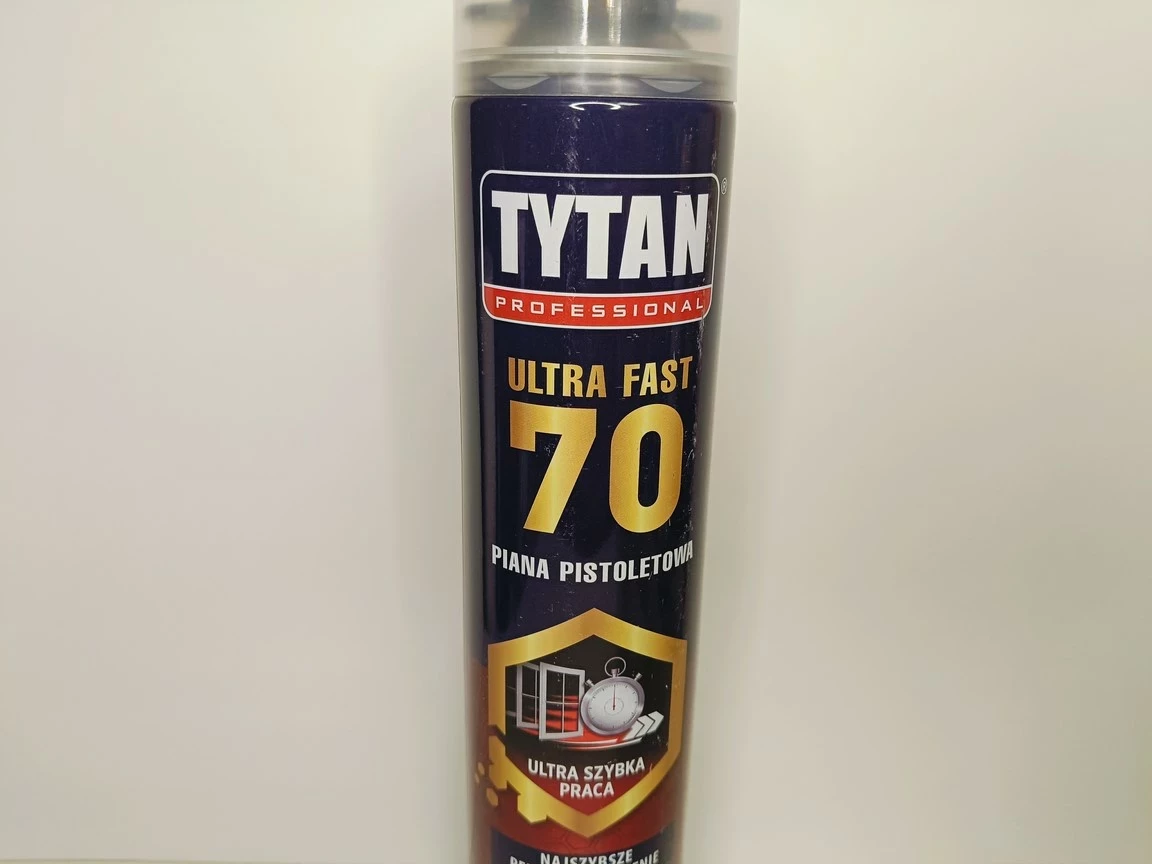 TYTAN
®
PROFESSIONAL
ULTRA FAST
70
PIANA PISTOLETOWA
ULTRA SZYBKA
PRACA
NAJSZYBSZE